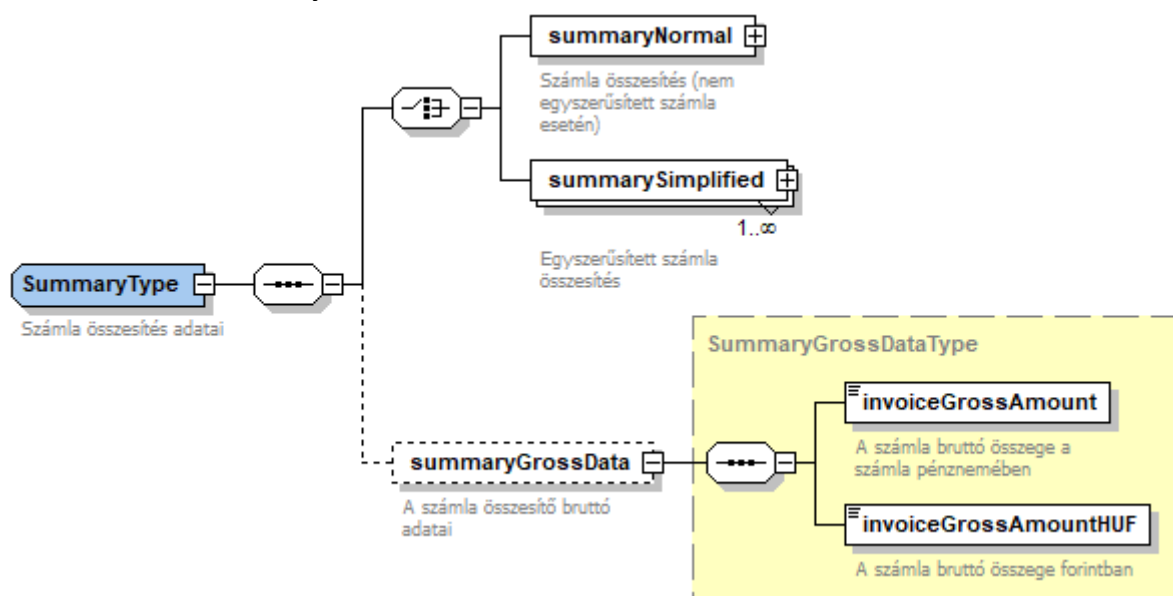 summaryNormal
Számla összesítés (nem
egyszerűsített számla
esetén)
summarySimplified
1..∞
Egyszerűsített számla
összesítés
SummaryType
Számla összesítés adatai
SummaryGrossDataType
invoiceGrossAmount
A számla bruttó összege a
számla pénznemében
summaryGrossData
A számla összesítő bruttó
adatai
invoiceGrossAmountHUF
A számla bruttó összege forintban